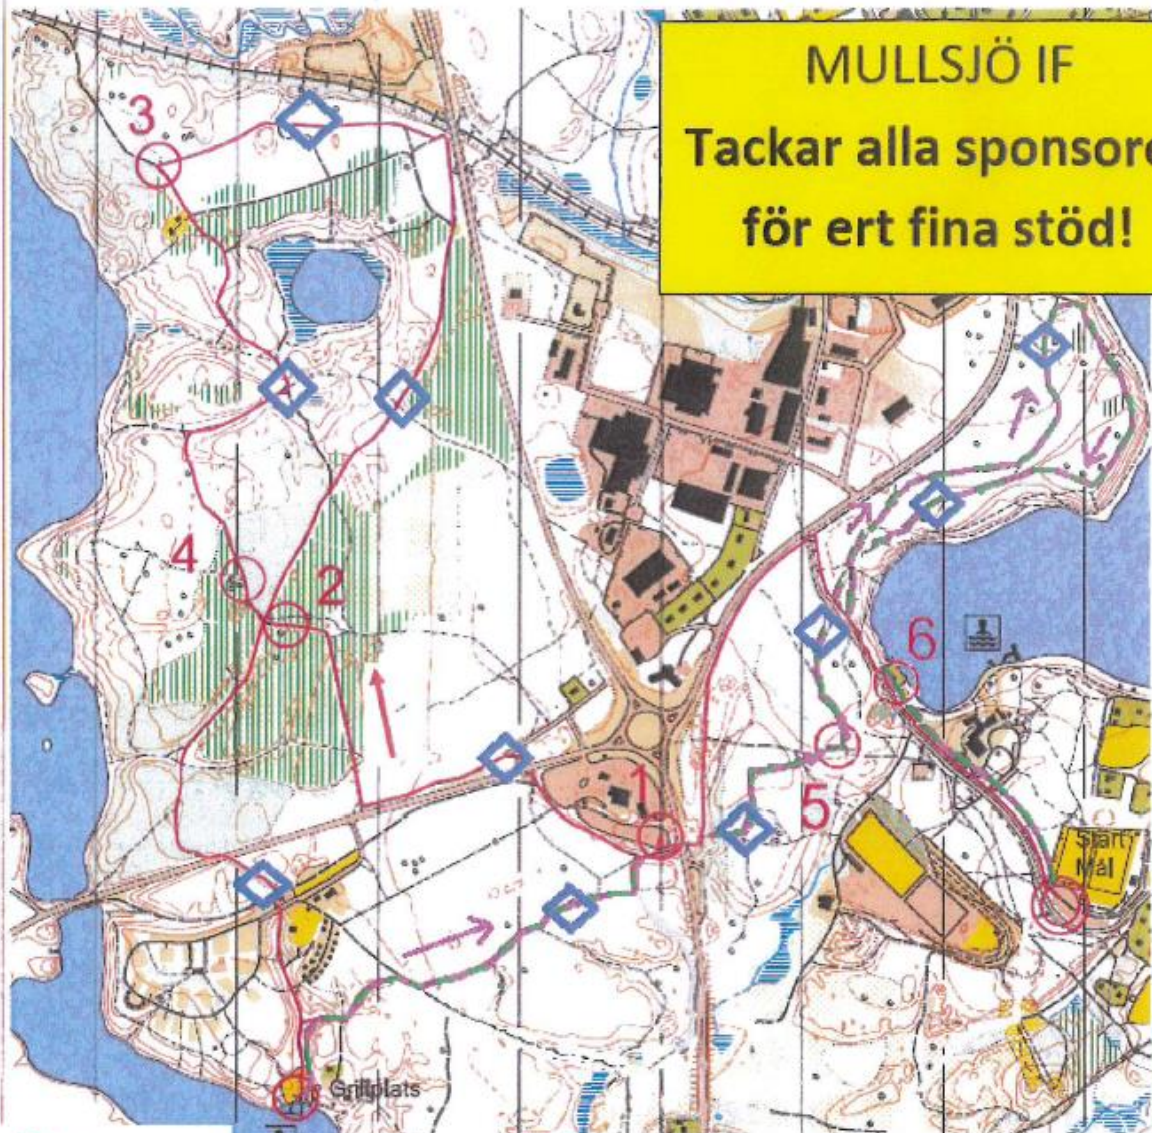 MULLSJÖ IF
Tackar alla sponsore
för ert fina stöd!
3
4
2
6
1
5
Start
Mål
Grillplats